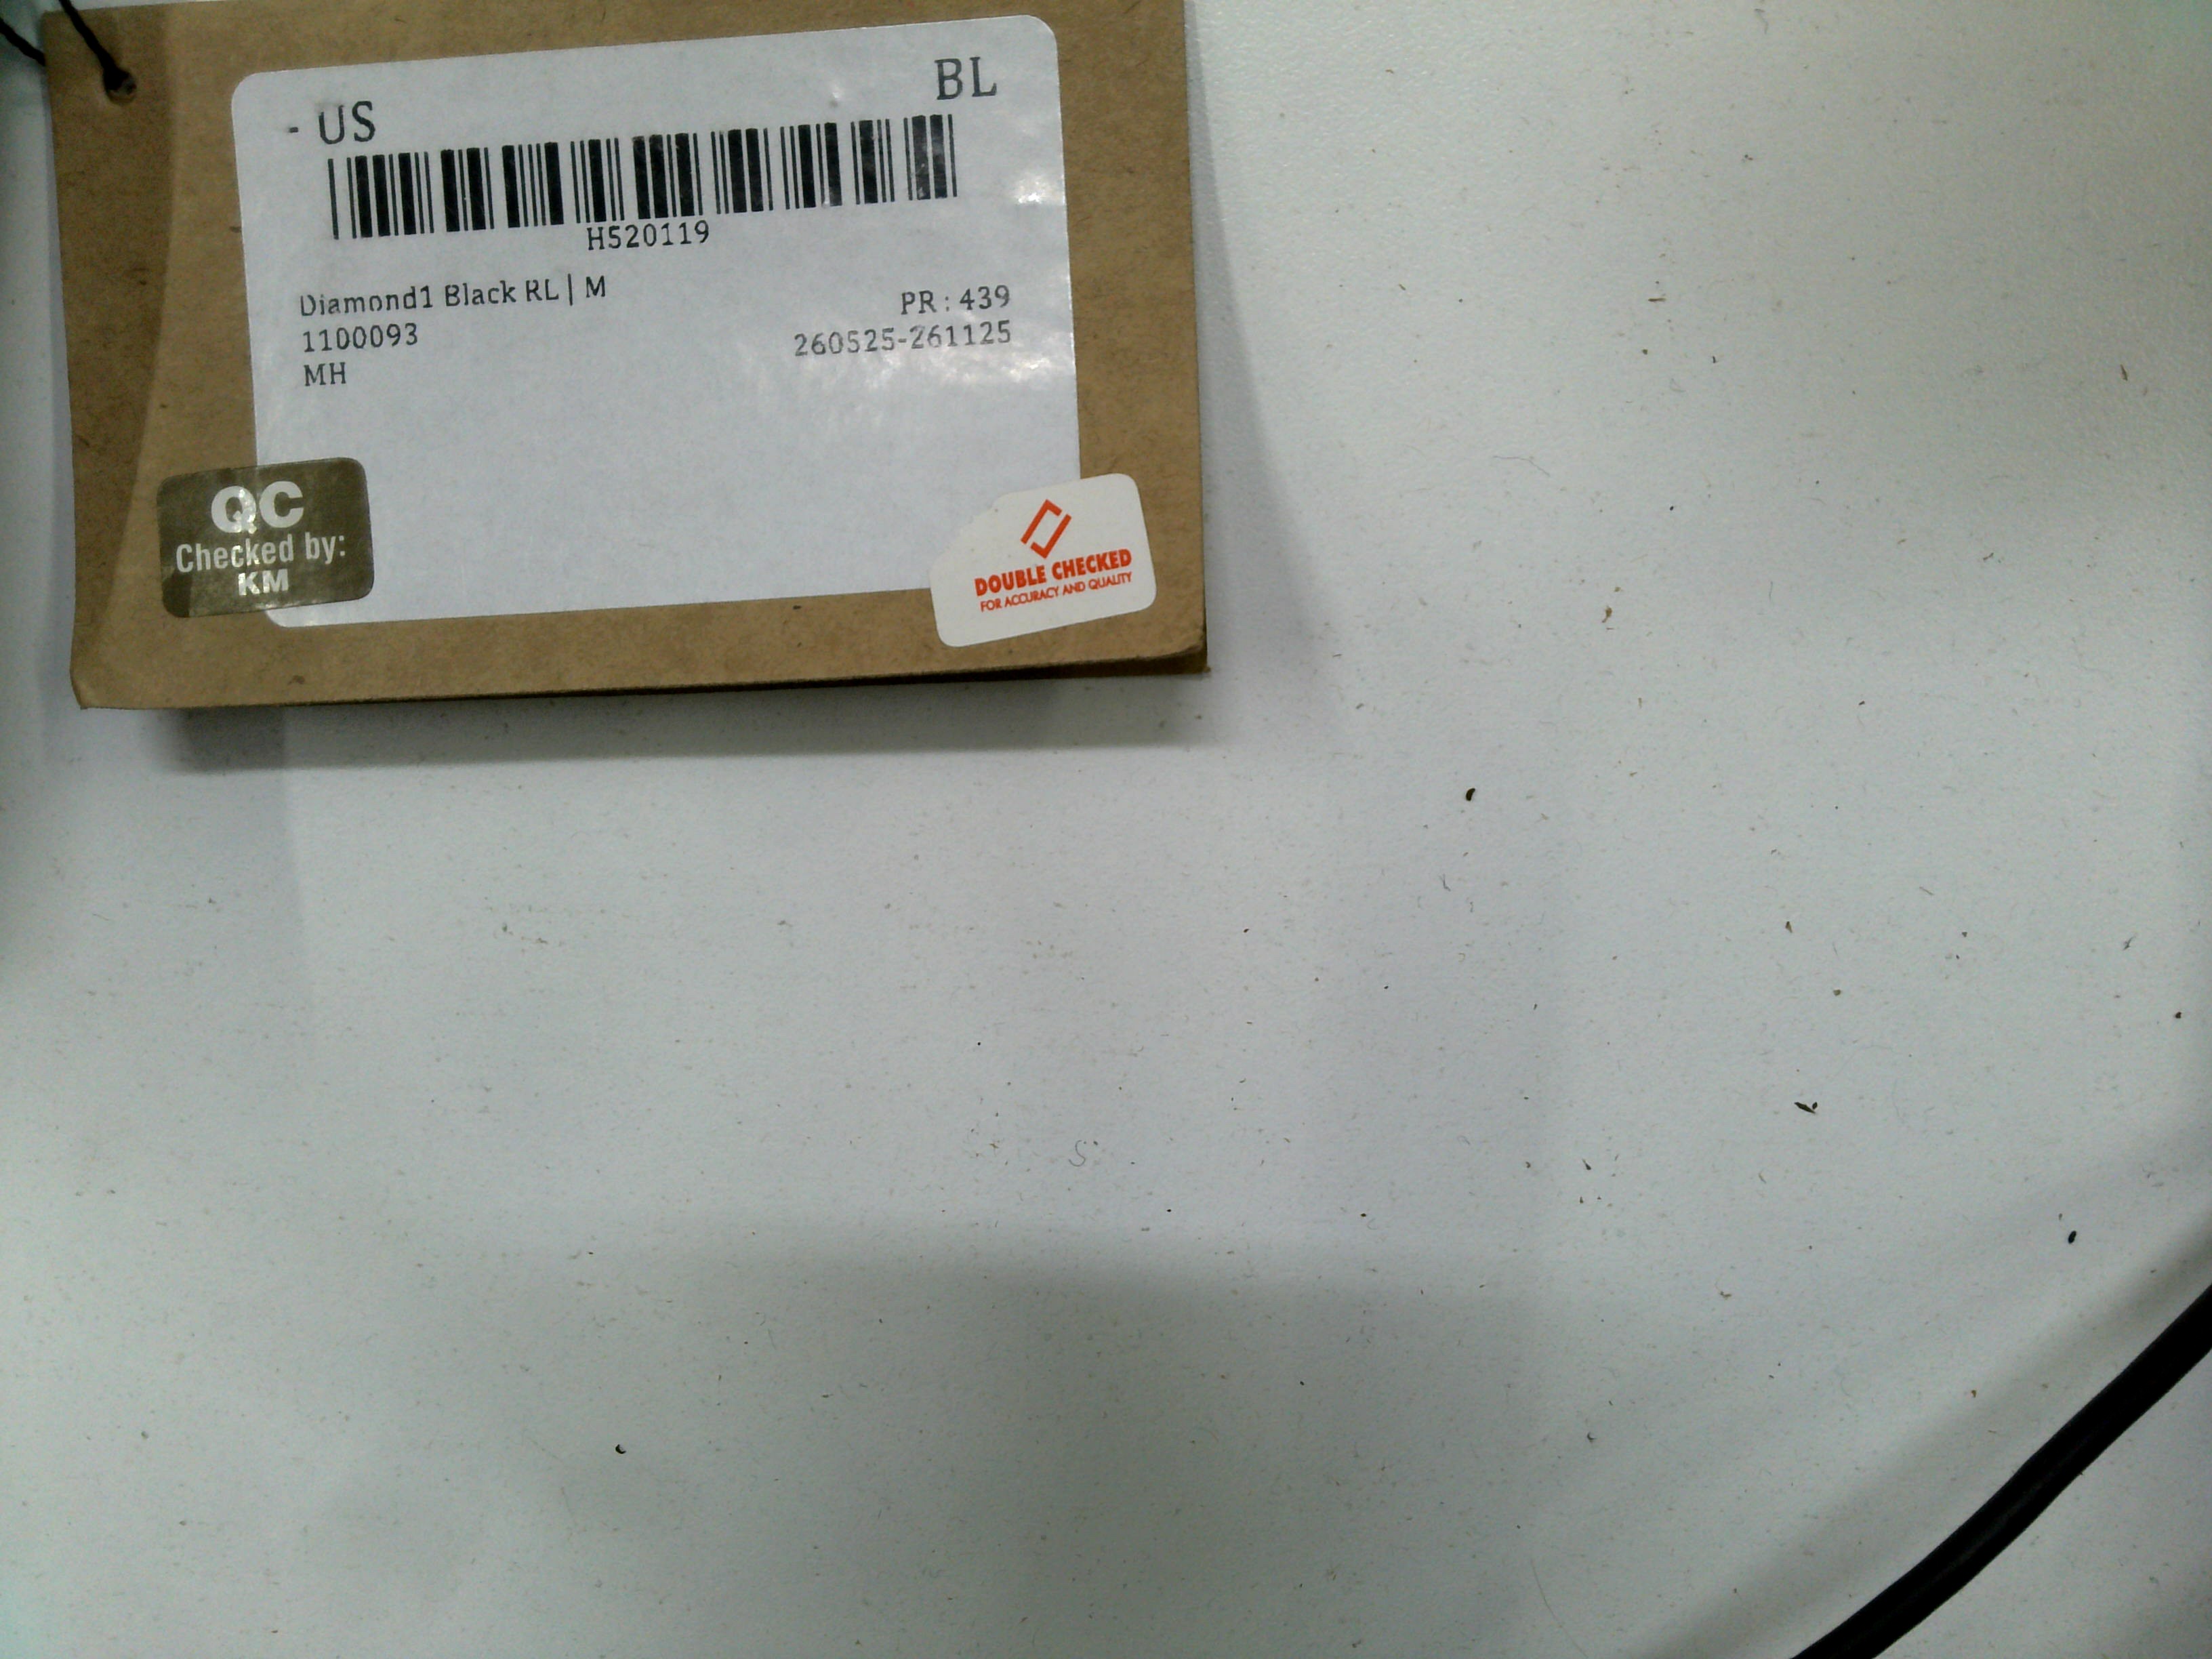 - US
BL
H520119
Diamond1 Black RL | M
PR : 439
1100093
260525-261125
MH
QC
Checked by:
KM
DOUBLE CHECKED
FOR ACCURACY AND QUALITY